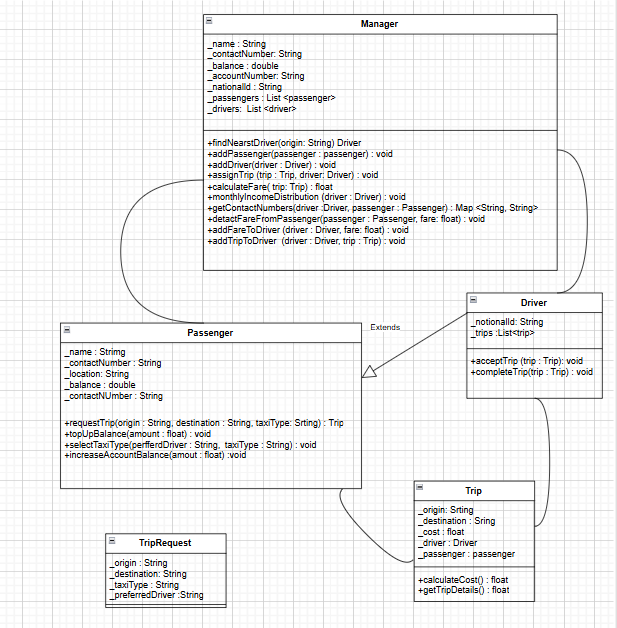 Manager
_name : String
_contactNumber: String
_balance : double
_accountNumber: String
_nationalId : String
_passengers : List <passenger>
_drivers:  List <driver>
+findNearstDriver(origin: String) Driver
+addPassenger(passenger : passenger) : void
+addDriver(driver : Driver) : void
+assignTrip (trip : Trip, driver: Driver) : void
+calculateFare( trip: Trip) : float
+monthlyIncomeDistribution (driver : Driver) : void
+getContactNumbers(driver :Driver, passenger : Passenger) : Map <String, String>
+detactFareFromPassenger(passenger : Passenger, fare: float) : void
+addFareToDriver (driver : Driver, fare: float) : void
+addTripToDriver  (driver : Driver, trip : Trip) : void
Driver
_notionalId: String
_trips :List<trip>
+acceptTrip (trip : Trip): void
+completeTrip(trip : Trip) : void
Extends
Passenger
_name : Strimg
_contactNumber : String
_location: String
_balance : double
_contactNUmber : String
+requestTrip(origin : String, destination : String, taxiType: Srting) : Trip
+topUpBalance(amount : float) : void
+selectTaxiType(perfferdDriver : String,  taxiType : String) : void
+increaseAccountBalance(amout : float) :void
Trip
_origin: Srting
_destination : Sring
_cost : float
_driver : Driver
_passenger : passenger
+calculateCost() : float
+getTripDetails() : float
TripRequest
_origin : String
_destination: String
_taxiType : String
_preferredDriver :String